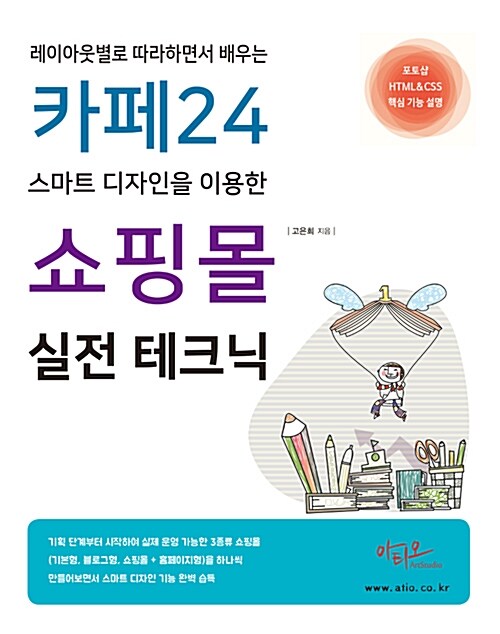 레이아웃별로 따라하면서 배우는
포토샵
HTML&CSS
핵심 기능 설명
카페24
스마트 디자인을 이용한
쇼핑몰
| 고은희 지음 |
실전 테크닉
1
기획 단계부터 시작하여 실제 운영 가능한 3종류 쇼핑몰
(기본형, 블로그형, 쇼핑몰 + 홈페이지형)을 하나씩
만들어보면서 스마트 디자인 기능 완벽 습득
아티오
ArtStudio
www.atio.co.kr